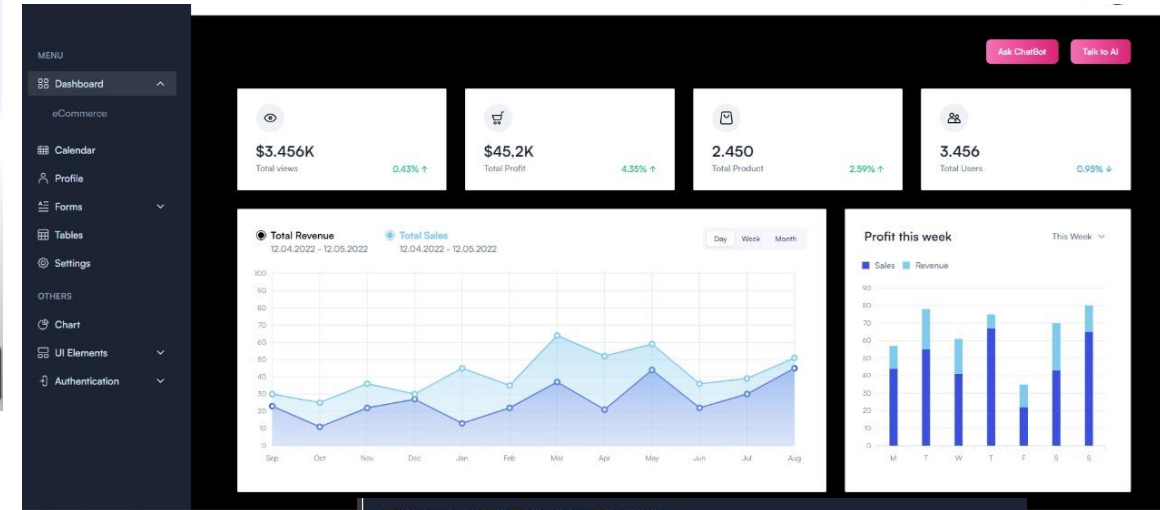 MENU
Dashboard
eCommerce
Calendar
Profile
Forms
Tables
Settings
OTHERS
Chart
UI Elements
Authentication
Ask ChatBot
Talk to AI
$3.456K
Total views
0.43% ↑
$45,2K
Total Profit
4.35% ↑
2.450
Total Product
2.59% ↑
3.456
Total Users
0.95% ↓
Total Revenue
12.04.2022 - 12.05.2022
Total Sales
12.04.2022 - 12.05.2022
Day Week Month
100
90
80
70
60
50
40
30
20
10
0
Sep Oct Nov Dec Jan Feb Mar Apr May Jun Jul Aug
Profit this week
This Week
Sales Revenue
90
80
70
60
50
40
30
20
10
0
M T W T F S S